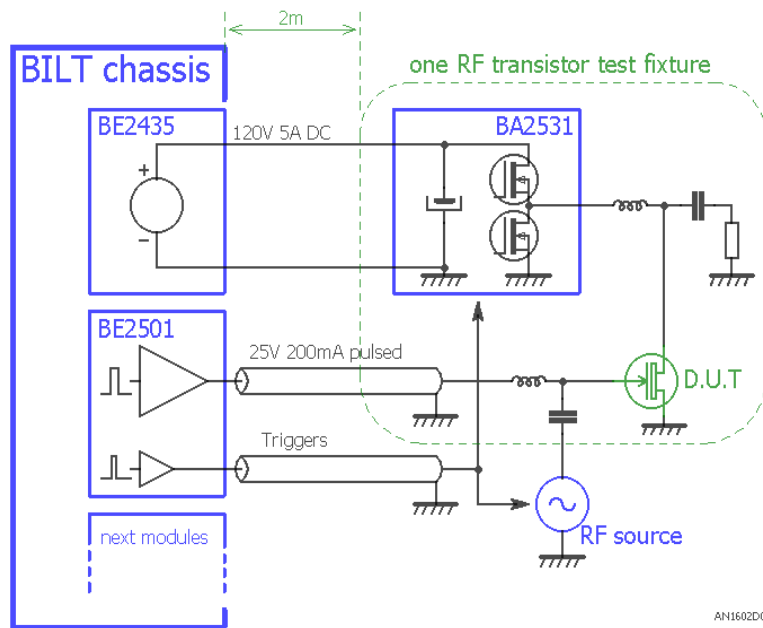 2m
BILT chassis
one RF transistor test fixture
BE2435
120V 5A DC
BA2531
+
−
BE2501
25V 200mA pulsed
D.U.T
Triggers
next modules
RF source